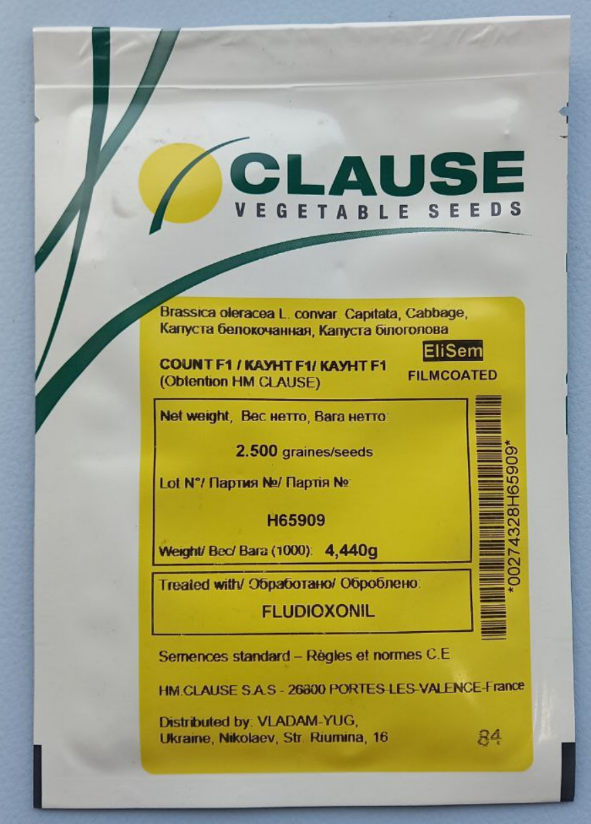 CLAUSE
VEGETABLE SEEDS
Brassica oleracea L. convar. Capitata, Cabbage,
Капуста белокочанная, Капуста білоголова
EliSem
COUNT F1 / КАУНТ F1/ КАУНТ F1
FILMCOATED
(Obtention HM CLAUSE)
Net weight, Вес нетто, Вага нетто:
2.500 graines/seeds
Lot N°/ Партия №/ Партія №
H65909
Weight/ Вес/ Вага (1000): 4,440g
*00274328H65909*
Treated with/ Обработано/ Оброблено:
FLUDIOXONIL
Semences standard – Règles et normes C.E
HM.CLAUSE S.A.S - 26800 PORTES-LES-VALENCE-France
Distributed by: VLADAM-YUG,
Ukraine, Nikolaev, Str. Riumina, 16
84